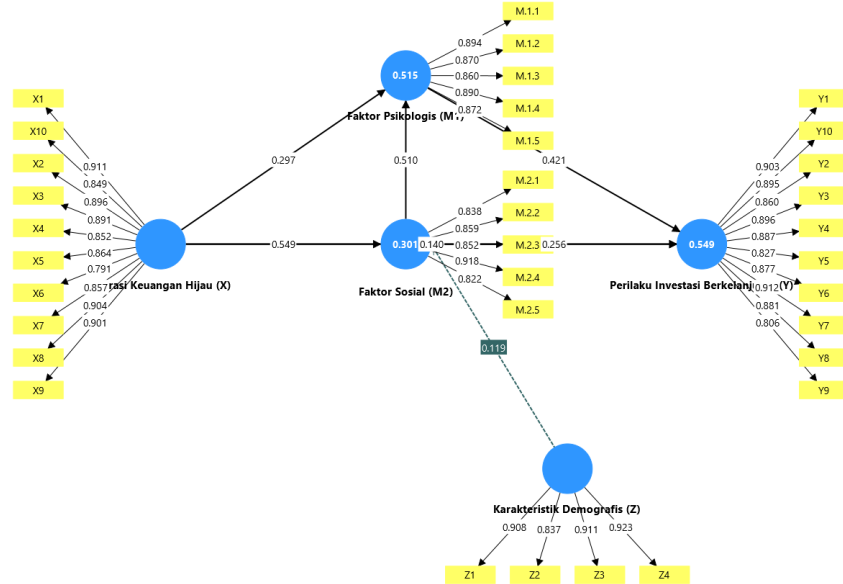 M.1.1
0.894
M.1.2
0.870
0.515
0.860
M.1.3
0.890
M.1.4
0.872
Faktor Psikologis (M1)
M.1.5
0.297
0.510
0.421
X1
X10
X2
X3
X4
X5
X6
X7
X8
X9
0.911
0.849
0.896
0.891
0.852
0.864
0.791
0.857
0.904
0.901
rasi Keuangan Hijau (X)
0.549
M.2.1
0.838
M.2.2
0.859
0.301
0.140
0.852
M.2.3
0.256
0.918
M.2.4
0.822
M.2.5
Faktor Sosial (M2)
0.549
Perilaku Investasi Berkelanj (Y)
0.903
0.895
0.860
0.896
0.887
0.827
0.877
0.912
0.881
0.806
Y1
Y10
Y2
Y3
Y4
Y5
Y6
Y7
Y8
Y9
0.119
Karakteristik Demografis (Z)
0.908
0.837
0.911
0.923
Z1
Z2
Z3
Z4